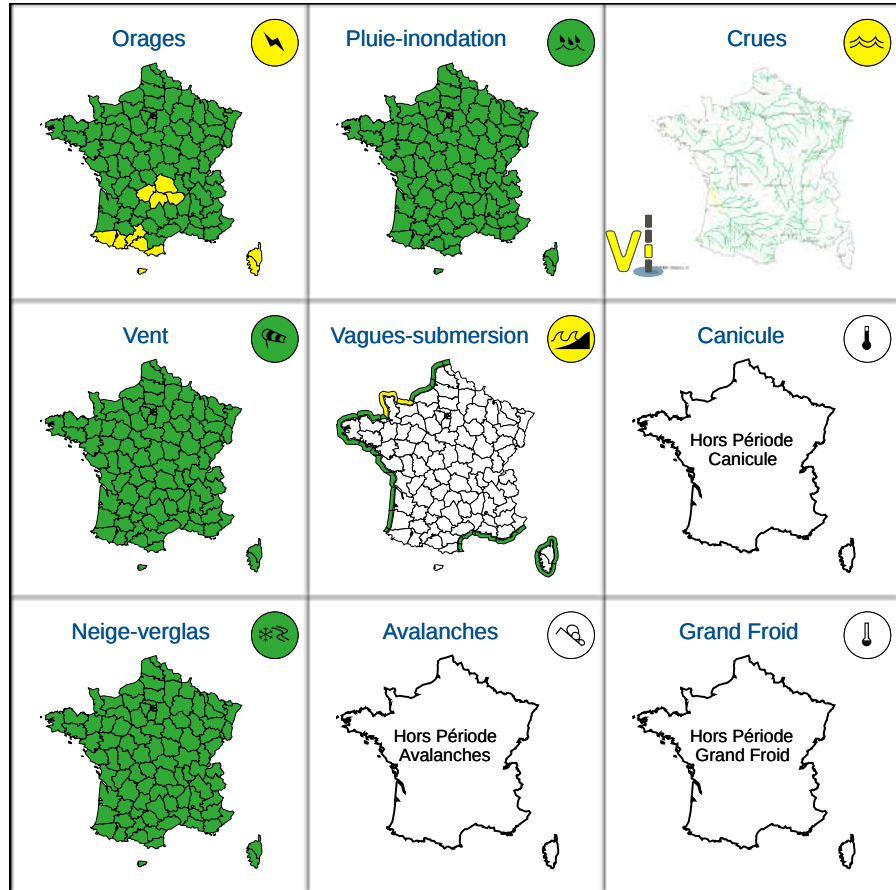 Orages
Pluie-inondation
Crues
Vi
Vent
Vagues-submersion
Canicule
Hors Période
Canicule
Neige-verglas
Avalanches
Grand Froid
Hors Période
Avalanches
Hors Période
Grand Froid